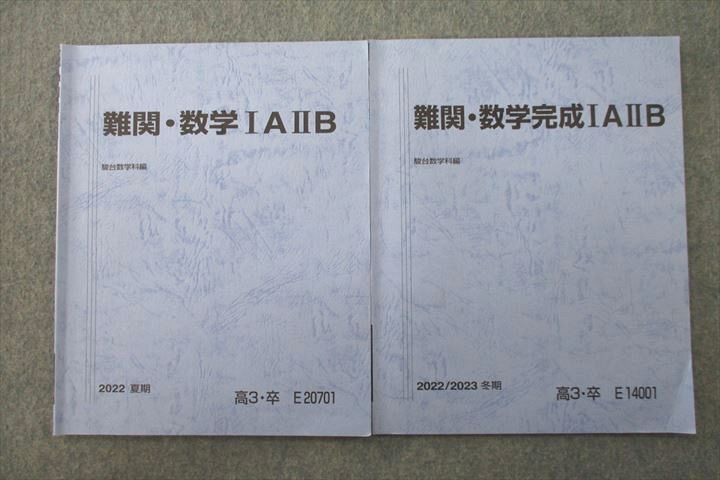 難関・数学ⅠAⅡB
駿台数学科編
2022 夏期
高3・卒 E20701
難関・数学完成ⅠAⅡB
駿台数学科編
2022/2023 冬期
高3・卒 E14001